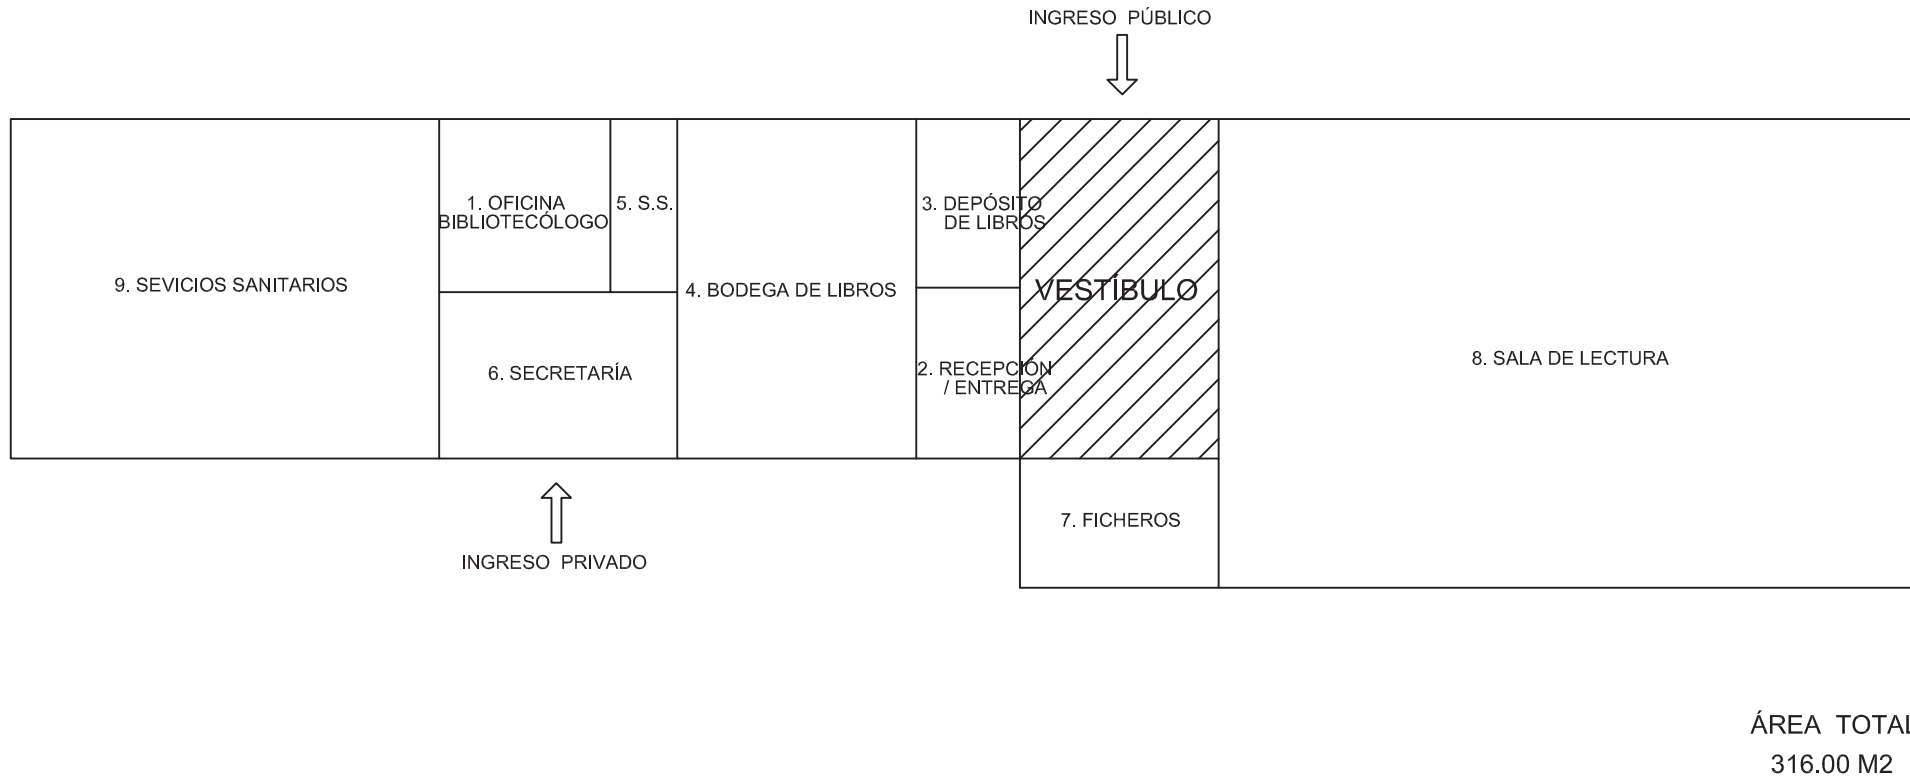 INGRESO PÚBLICO
1. OFICINA
BIBLIOTECÓLOGO
5. S.S.
3. DEPÓSITO
DE LIBROS
9. SEVICIOS SANITARIOS
4. BODEGA DE LIBROS
VESTÍBULO
6. SECRETARÍA
2. RECEPCIÓN
/ ENTREGA
8. SALA DE LECTURA
7. FICHEROS
INGRESO PRIVADO
ÁREA TOTAL
316.00 M2